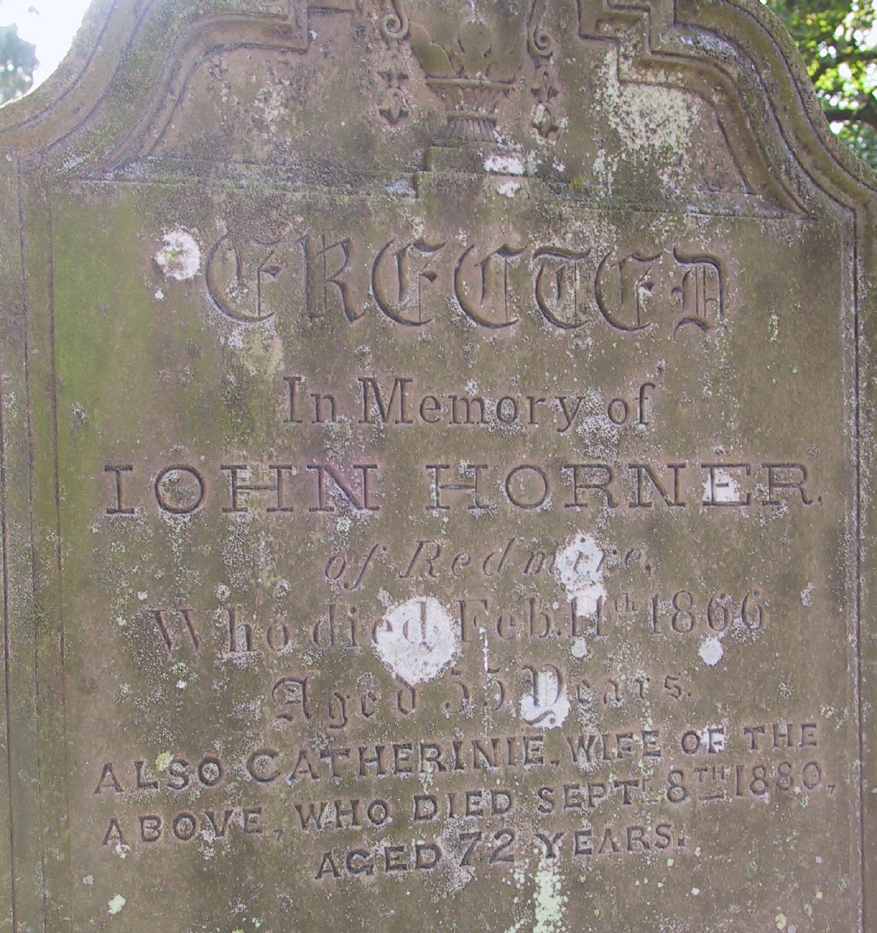 ERECTED
In Memory of
IOHN HORNER.
of Redmire,
Who died Feb. 11th 1866
Aged 55 Years.
ALSO CATHERINIE, WIFE OF THE
ABOVE, WHO DIED SEPT. 8TH 1880,
AGED 72 YEARS.